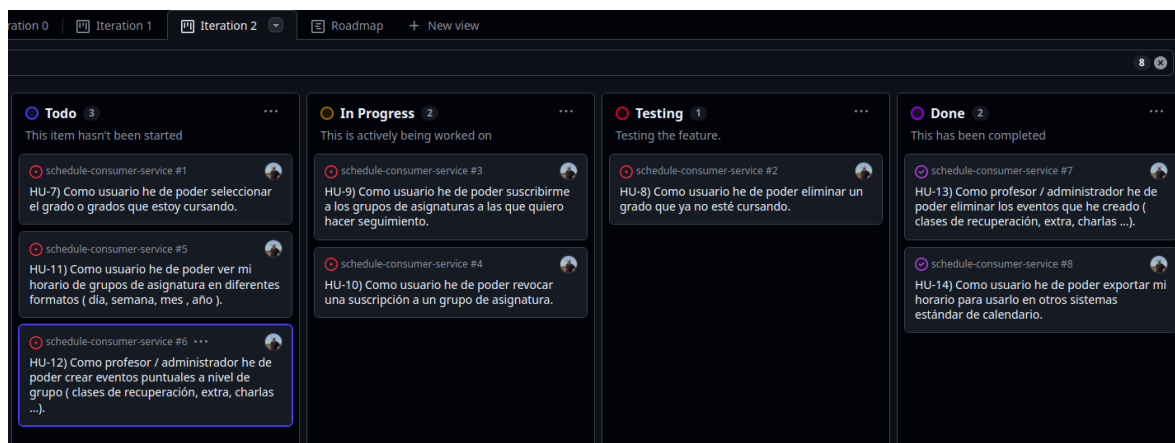 ration 0
Iteration 1
Iteration 2
Roadmap
+ New view
8
Todo 3 ...
This item hasn't been started
schedule-consumer-service #1
HU-7) Como usuario he de poder seleccionar
el grado o grados que estoy cursando.
schedule-consumer-service #5
HU-11) Como usuario he de poder ver mi
horario de grupos de asignatura en diferentes
formatos ( día, semana, mes , año ).
schedule-consumer-service #6 ...
HU-12) Como profesor / administrador he de
poder crear eventos puntuales a nivel de
grupo ( clases de recuperación, extra, charlas
...).
In Progress 2 ...
This is actively being worked on
schedule-consumer-service #3
HU-9) Como usuario he de poder suscribirme
a los grupos de asignaturas a las que quiero
hacer seguimiento.
schedule-consumer-service #4
HU-10) Como usuario he de poder revocar
una suscripción a un grupo de asignatura.
Testing 1 ...
Testing the feature.
schedule-consumer-service #2
HU-8) Como usuario he de poder eliminar un
grado que ya no esté cursando.
Done 2 ...
This has been completed
schedule-consumer-service #7
HU-13) Como profesor / administrador he de
poder eliminar los eventos que he creado (
clases de recuperación, extra, charlas ...).
schedule-consumer-service #8
HU-14) Como usuario he de poder exportar mi
horario para usarlo en otros sistemas
estándar de calendario.